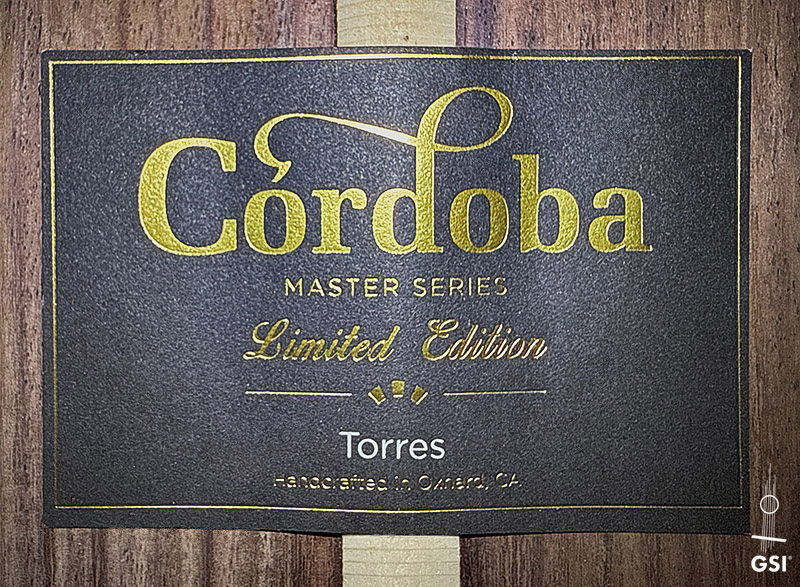 Córdoba
MASTER SERIES
Limited Edition
Torres
Handcrafted in Oxnard, CA
GSI